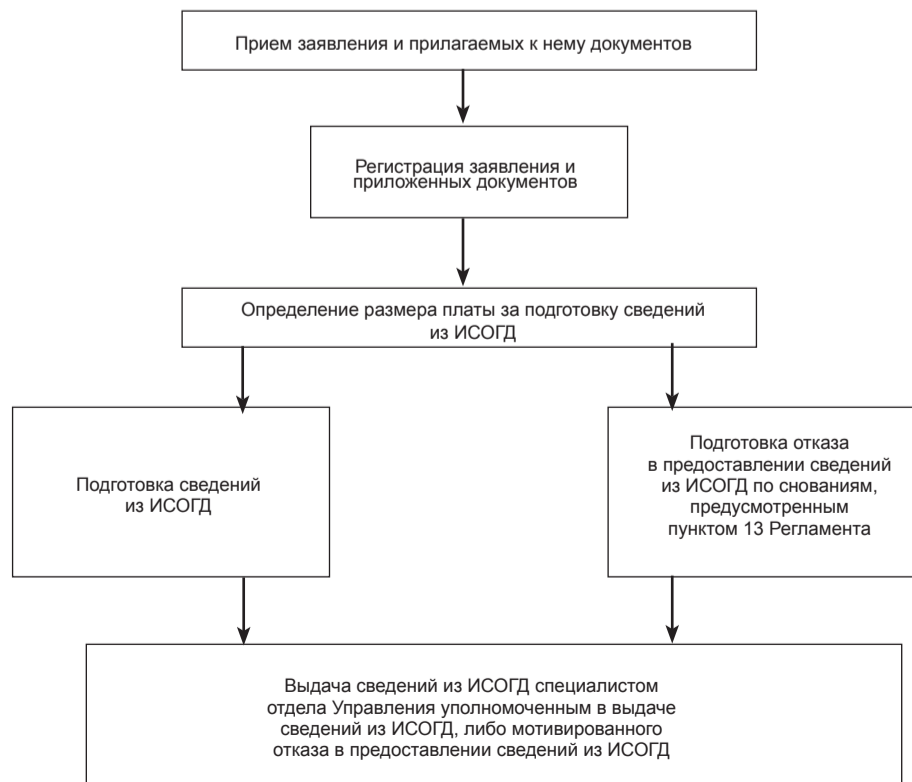 Прием заявления и прилагаемых к нему документов
Регистрация заявления и
приложенных документов
Определение размера платы за подготовку сведений
из ИСОГД
Подготовка сведений
из ИСОГД
Подготовка отказа
в предоставлении сведений
из ИСОГД по снованиям,
предусмотренным
пунктом 13 Регламента
Выдача сведений из ИСОГД специалистом
отдела Управления уполномоченным в выдаче
сведений из ИСОГД, либо мотивированного
отказа в предоставлении сведений из ИСОГД